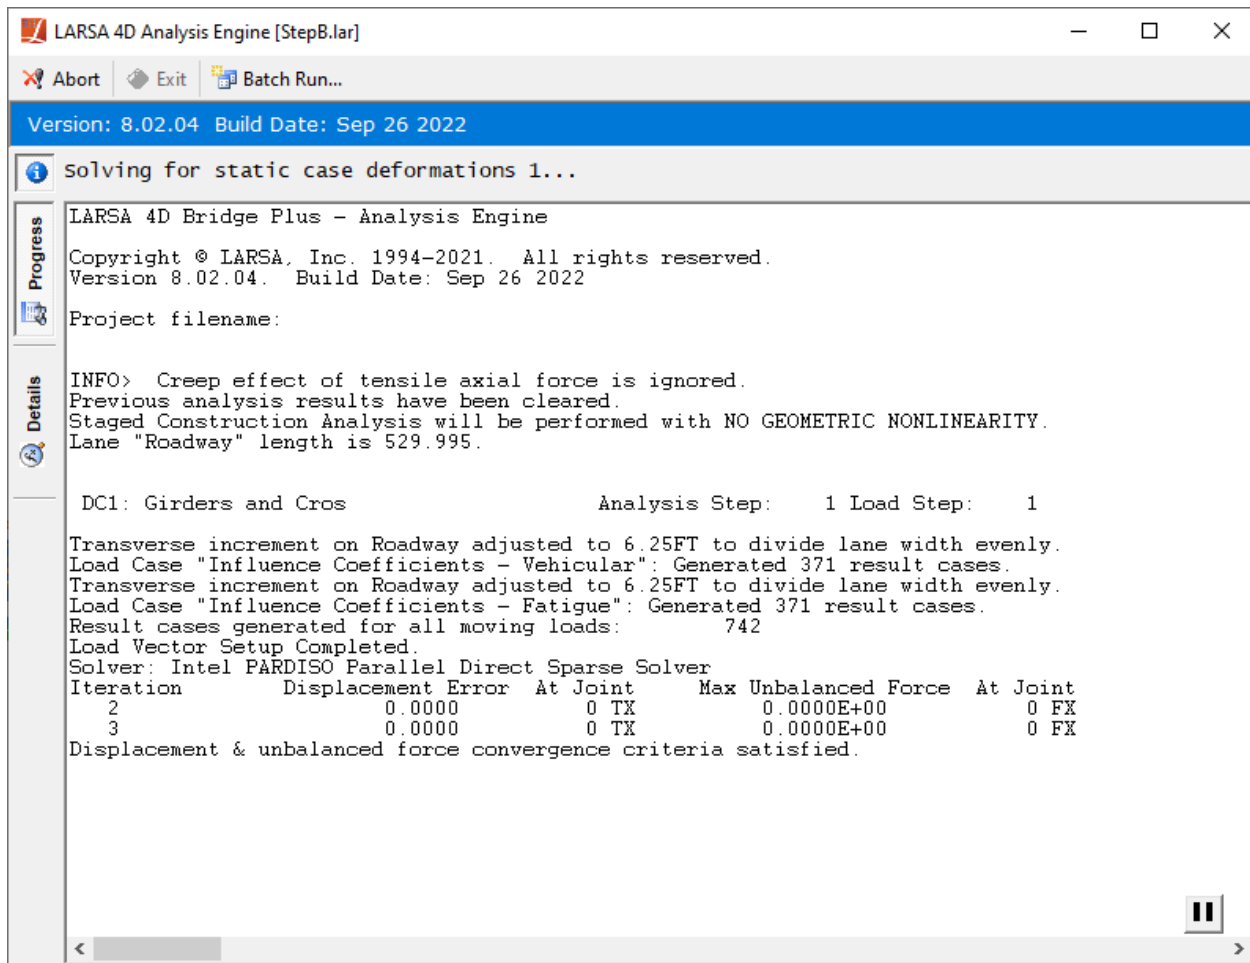 LARSA 4D Analysis Engine [StepB.lar]
Abort Exit Batch Run...
Version: 8.02.04 Build Date: Sep 26 2022
Solving for static case deformations 1...
Progress
Details
LARSA 4D Bridge Plus - Analysis Engine
Copyright © LARSA, Inc. 1994-2021. All rights reserved.
Version 8.02.04. Build Date: Sep 26 2022
Project filename:
INFO> Creep effect of tensile axial force is ignored.
Previous analysis results have been cleared.
Staged Construction Analysis will be performed with NO GEOMETRIC NONLINEARITY.
Lane "Roadway" length is 529.995.
DC1: Girders and Cros Analysis Step: 1 Load Step: 1
Transverse increment on Roadway adjusted to 6.25FT to divide lane width evenly.
Load Case "Influence Coefficients - Vehicular": Generated 371 result cases.
Transverse increment on Roadway adjusted to 6.25FT to divide lane width evenly.
Load Case "Influence Coefficients - Fatigue": Generated 371 result cases.
Result cases generated for all moving loads: 742
Load Vector Setup Completed.
Solver: Intel PARDISO Parallel Direct Sparse Solver
Iteration Displacement Error At Joint Max Unbalanced Force At Joint
2 0.0000 0 TX 0.0000E+00 0 FX
3 0.0000 0 TX 0.0000E+00 0 FX
Displacement & unbalanced force convergence criteria satisfied.